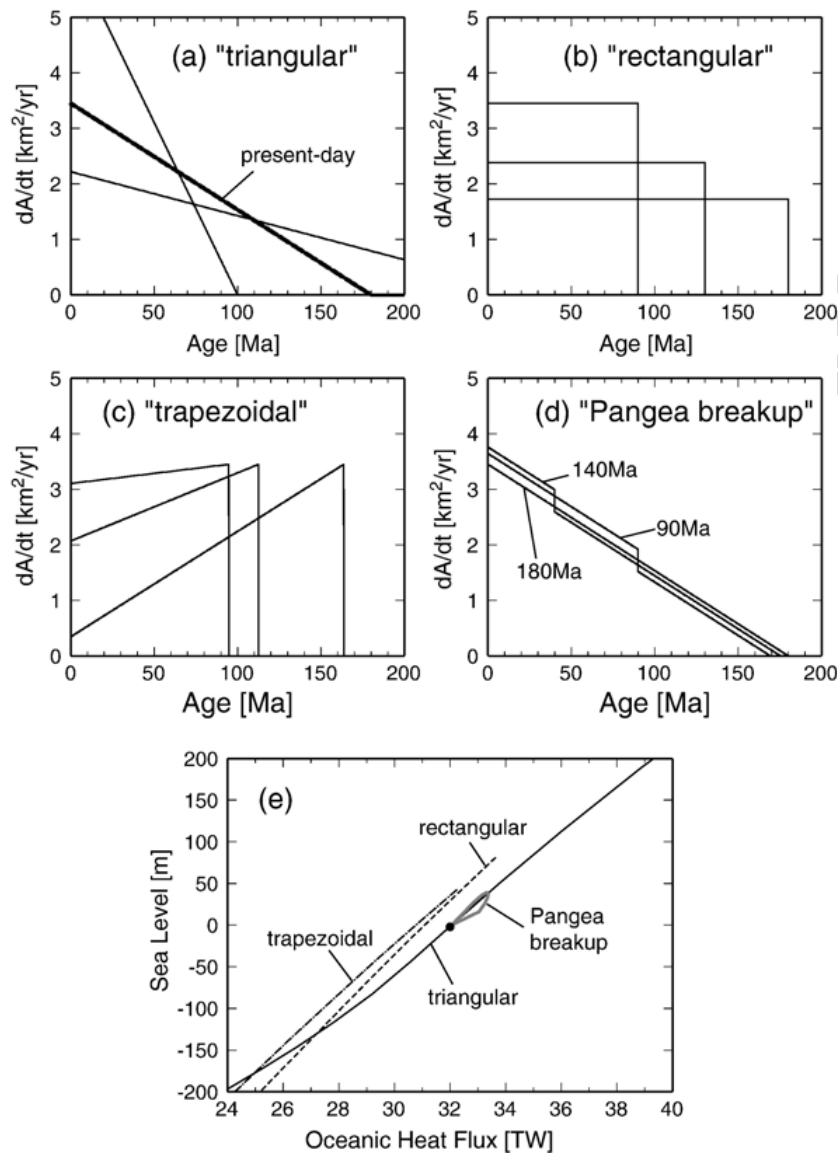 (a) "triangular"
dA/dt [km²/yr]
5
4
3
2
1
0
present-day
0 50 100 150 200
Age [Ma]
(b) "rectangular"
dA/dt [km²/yr]
5
4
3
2
1
0
0 50 100 150 200
Age [Ma]
(c) "trapezoidal"
dA/dt [km²/yr]
5
4
3
2
1
0
0 50 100 150 200
Age [Ma]
(d) "Pangea breakup"
dA/dt [km²/yr]
5
4
3
2
1
0
140Ma
90Ma
180Ma
0 50 100 150 200
Age [Ma]
(e)
Sea Level [m]
200
150
100
50
0
-50
-100
-150
-200
rectangular
trapezoidal
Pangea
breakup
triangular
24 26 28 30 32 34 36 38 40
Oceanic Heat Flux [TW]